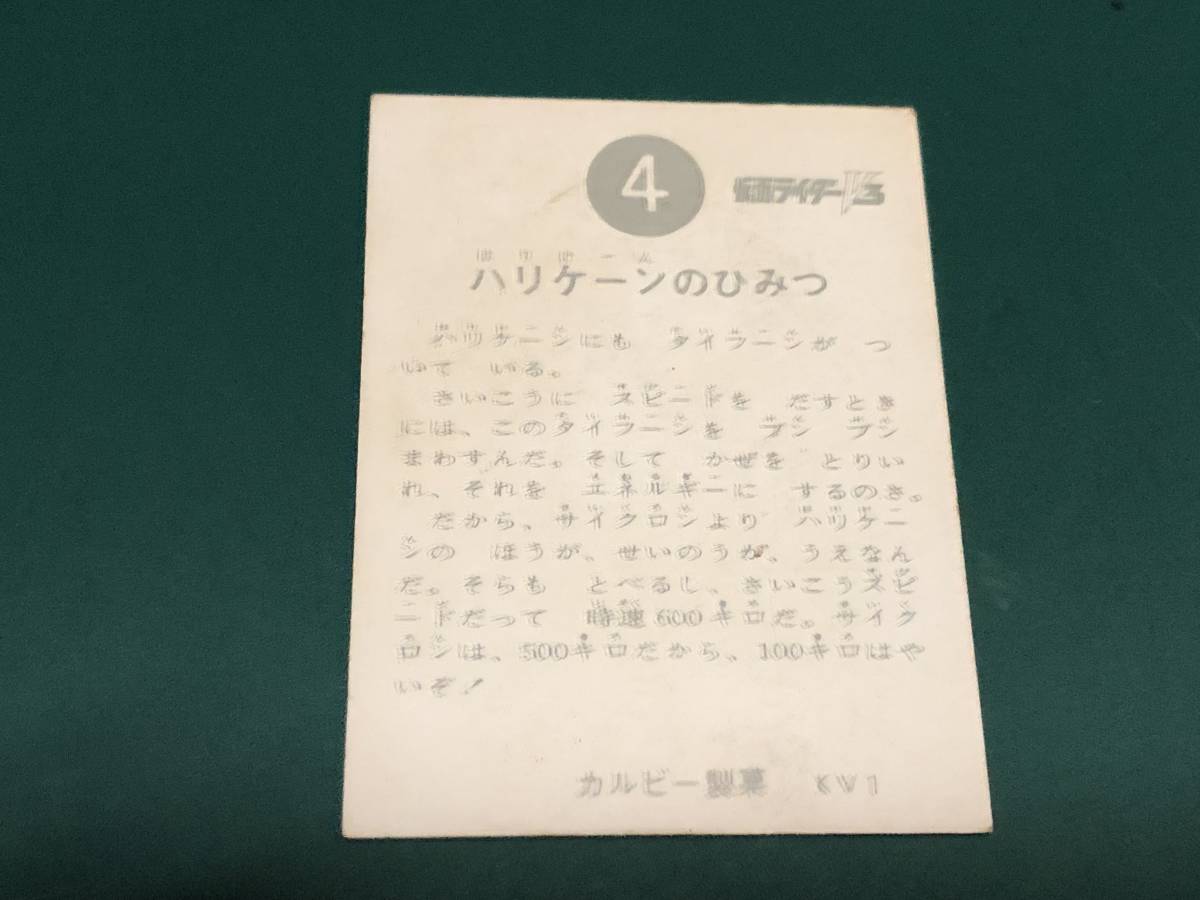 4
仮面ライダーV3
はりけーん
ハリケーンのひみつ
ハリケーンにも タイフーンが つ
いて いる。
さいこうに スピードを だすとき
には、このタイフーンを ブン ブン
まわすんだ。そして かぜを とりい
れ、それを エネルギーに するのさ。
だから、サイクロンより ハリケー
ンの ほうが、せいのうが、うえなん
だ。そらも とべるし、さいこうスピ
ードだって 時速600キロだ。サイク
ロンは、500キロだから、100キロはや
いぞ!
カルビー製菓 KV1